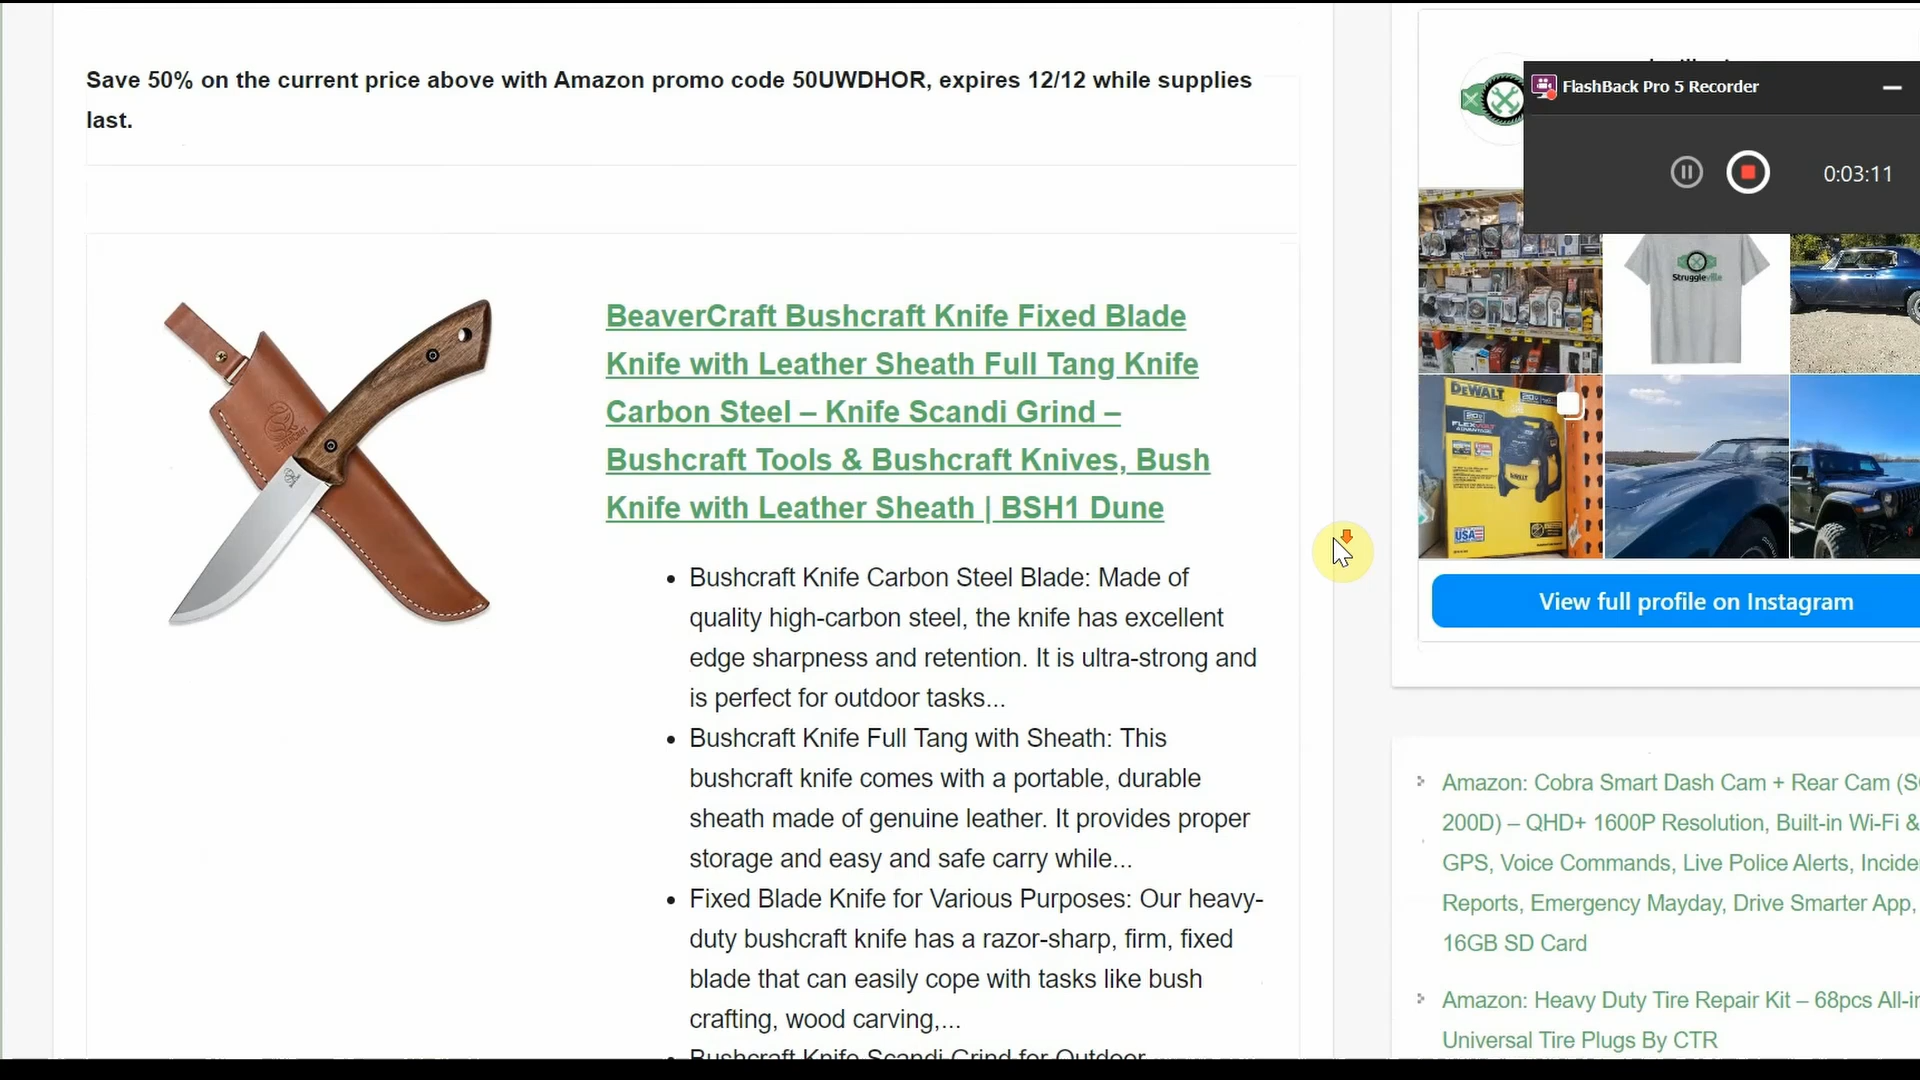 Save 50% on the current price above with Amazon promo code 50UWDHOR, expires 12/12 while supplies
last.
BeaverCraft Bushcraft Knife Fixed Blade
Knife with Leather Sheath Full Tang Knife
Carbon Steel – Knife Scandi Grind –
Bushcraft Tools & Bushcraft Knives, Bush
Knife with Leather Sheath | BSH1 Dune
• Bushcraft Knife Carbon Steel Blade: Made of
quality high-carbon steel, the knife has excellent
edge sharpness and retention. It is ultra-strong and
is perfect for outdoor tasks...
• Bushcraft Knife Full Tang with Sheath: This
bushcraft knife comes with a portable, durable
sheath made of genuine leather. It provides proper
storage and easy and safe carry while...
• Fixed Blade Knife for Various Purposes: Our heavy-
duty bushcraft knife has a razor-sharp, firm, fixed
blade that can easily cope with tasks like bush
crafting, wood carving,...
• Bushcraft Knife Scandi Grind for Outdoor
FlashBack Pro 5 Recorder
0:03:11
Struggleville
DEWALT
FLEXVOLT
ADVANTAGE
DEWALT
USA
View full profile on Instagram
Amazon: Cobra Smart Dash Cam + Rear Cam (S
200D) – QHD+ 1600P Resolution, Built-in Wi-Fi &
GPS, Voice Commands, Live Police Alerts, Incide
Reports, Emergency Mayday, Drive Smarter App,
16GB SD Card
Amazon: Heavy Duty Tire Repair Kit – 68pcs All-i
Universal Tire Plugs By CTR